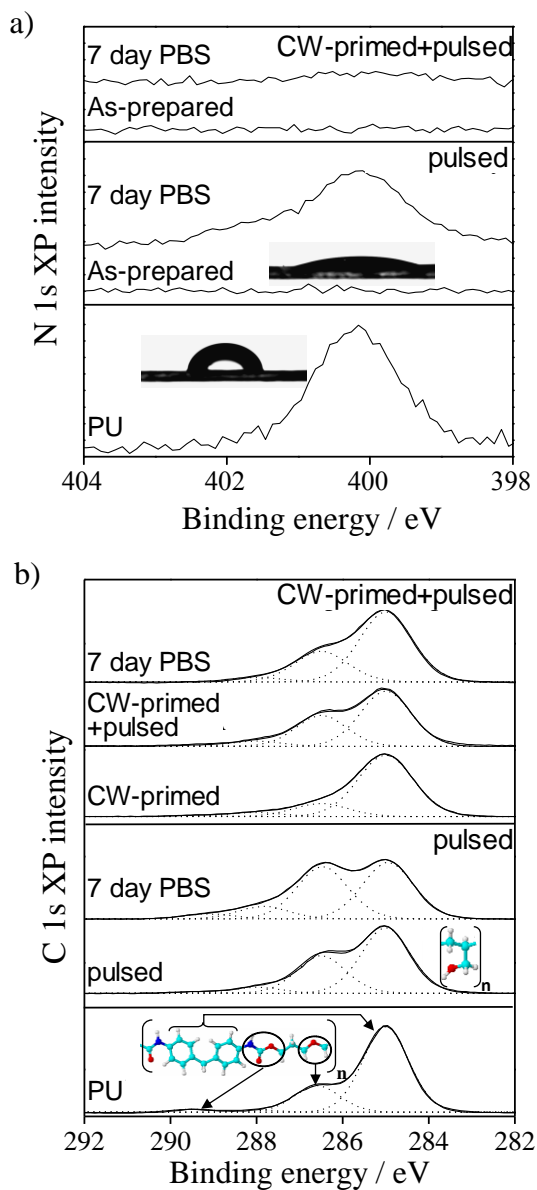 a)
7 day PBS CW-primed+pulsed
As-prepared
pulsed
7 day PBS
As-prepared
PU
N 1s XP intensity
404 402 400 398
Binding energy / eV
b)
CW-primed+pulsed
7 day PBS
CW-primed
+pulsed
CW-primed
pulsed
7 day PBS
pulsed
n
n
PU
C 1s XP intensity
292 290 288 286 284 282
Binding energy / eV